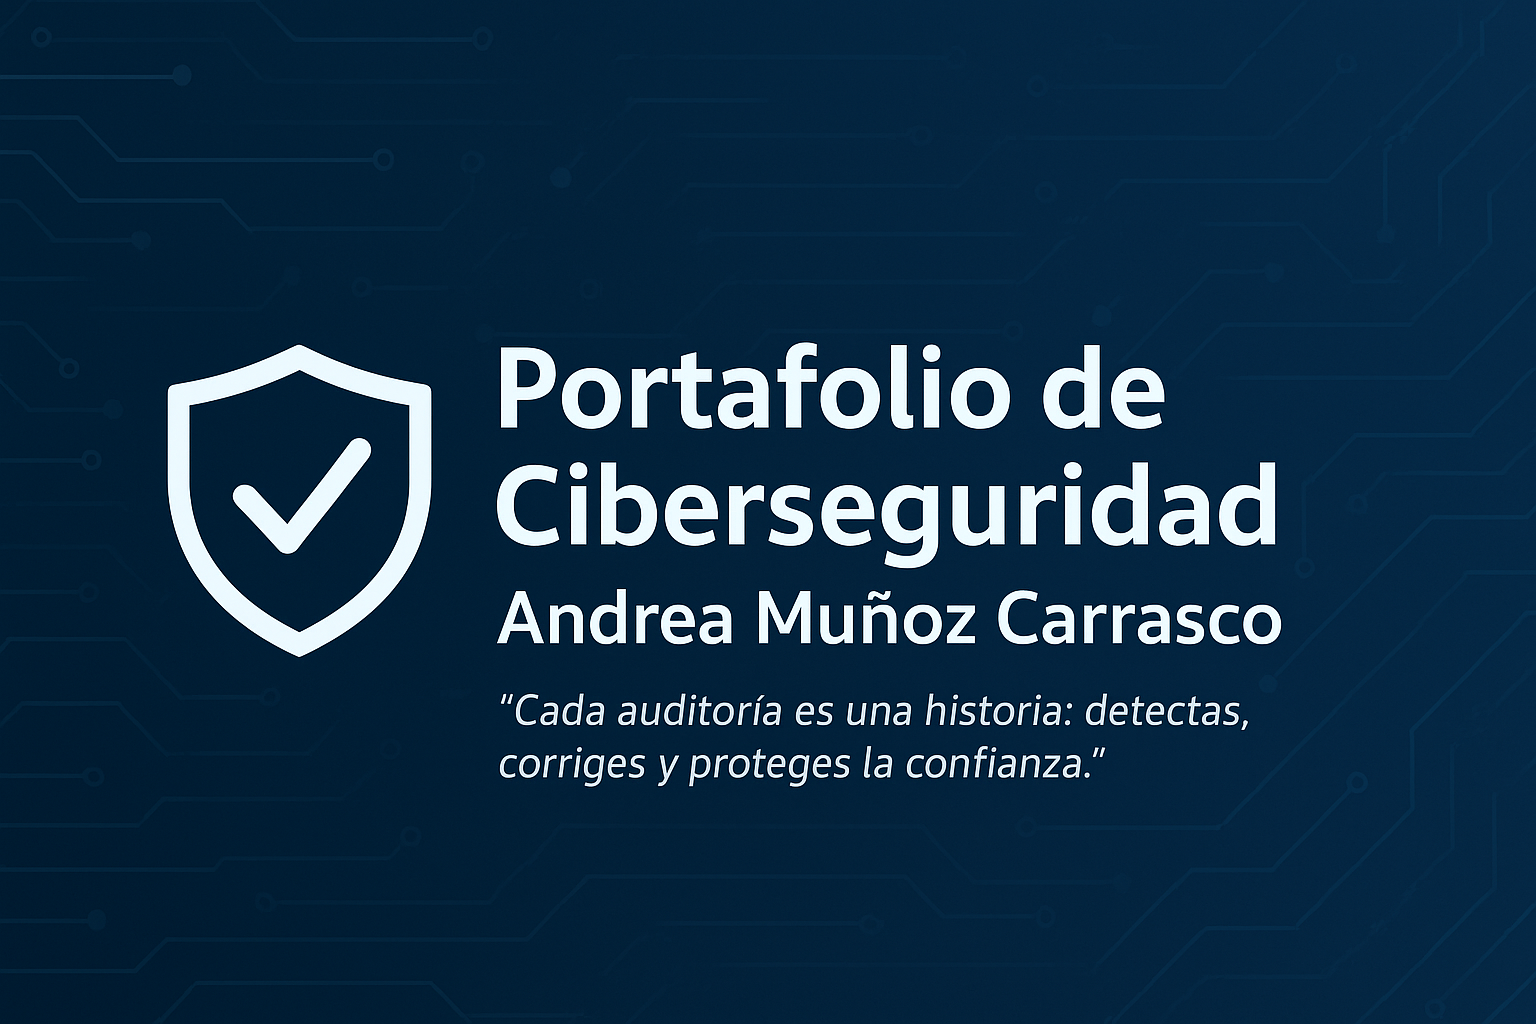 Portafolio de
Ciberseguridad
Andrea Muñoz Carrasco
“Cada auditoría es una historia: detectas,
corriges y proteges la confianza.”